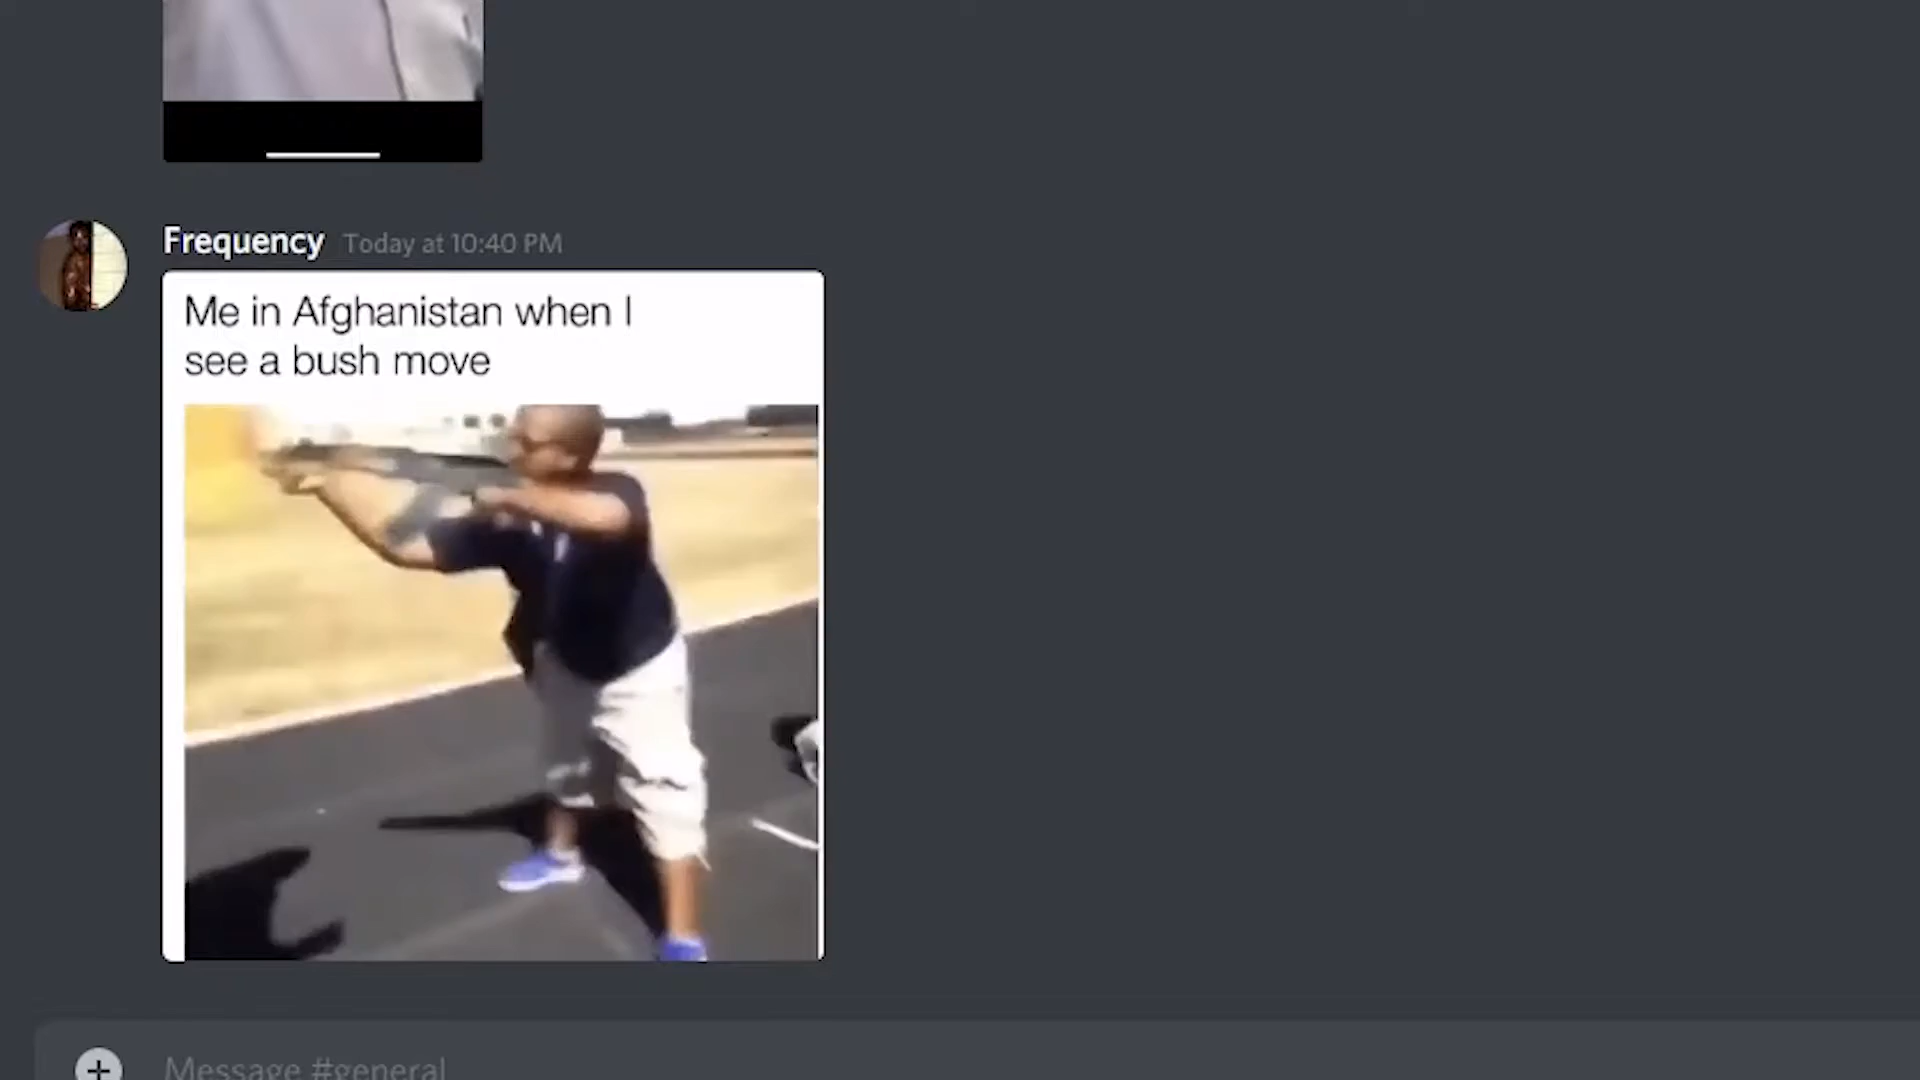 Frequency Today at 10:40 PM
Me in Afghanistan when I
see a bush move
Message #general